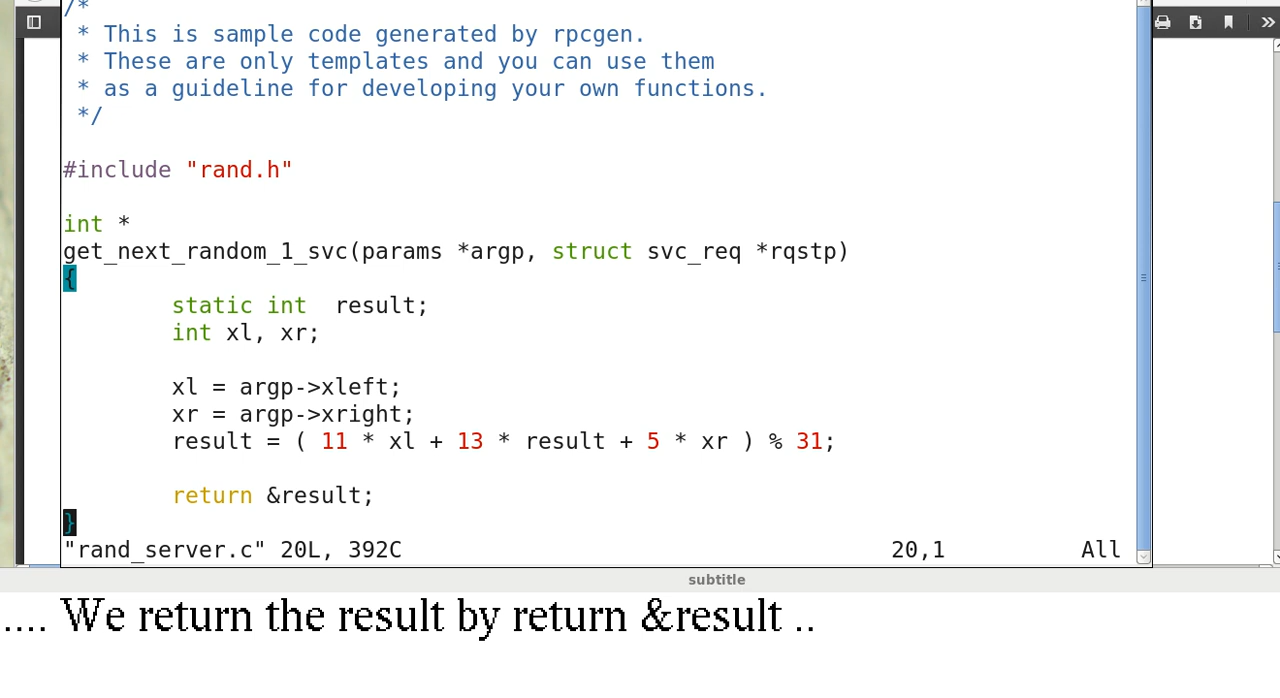 /*
 * This is sample code generated by rpcgen.
 * These are only templates and you can use them
 * as a guideline for developing your own functions.
 */
#include "rand.h"
int *
get_next_random_1_svc(params *argp, struct svc_req *rqstp)
{
static int  result;
int xl, xr;
xl = argp->xleft;
xr = argp->xright;
result = ( 11 * xl + 13 * result + 5 * xr ) % 31;
return &result;
}
"rand_server.c" 20L, 392C 20,1 All
subtitle
.... We return the result by return &result ..